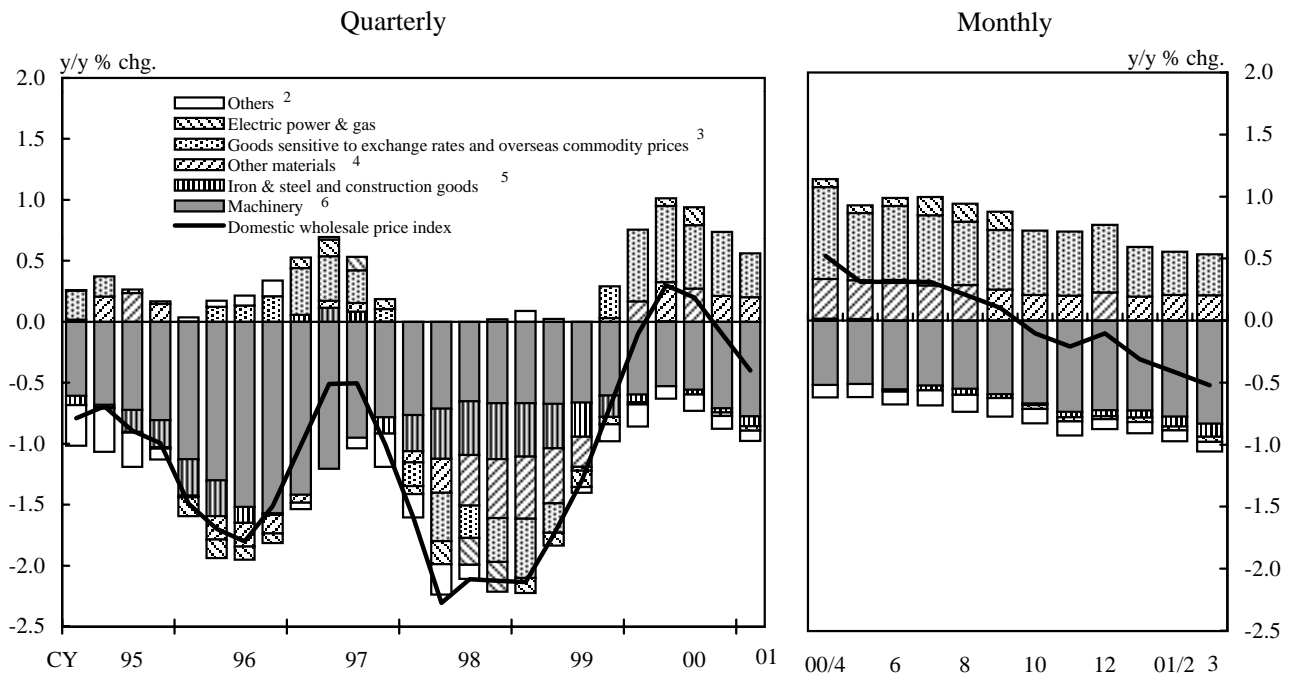 Quarterly
Monthly
y/y % chg.
y/y % chg.
2.0
1.5
1.0
0.5
0.0
-0.5
-1.0
-1.5
-2.0
-2.5
Others 2
Electric power & gas
Goods sensitive to exchange rates and overseas commodity prices 3
Other materials 4
Iron & steel and construction goods 5
Machinery 6
Domestic wholesale price index
CY 95 96 97 98 99 00 01
2.0
1.5
1.0
0.5
0.0
-0.5
-1.0
-1.5
-2.0
-2.5
00/4 6 8 10 12 01/2 3